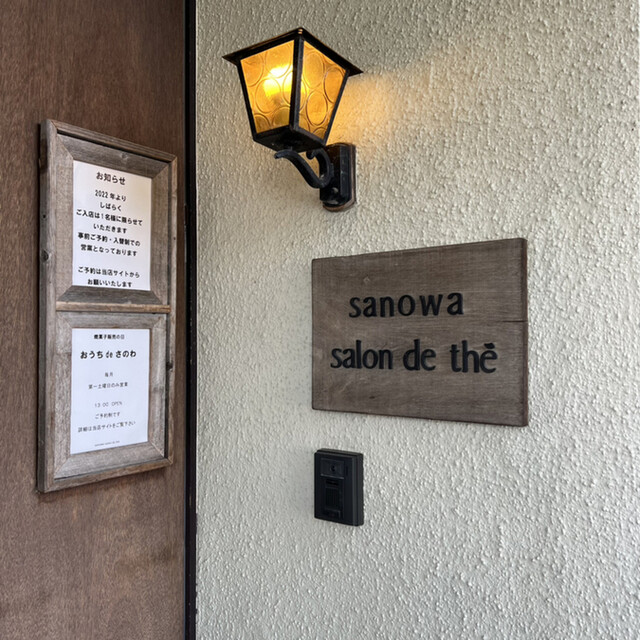 お知らせ
2022年より
しばらく
ご入店は1名様に限らせて
いただきます
事前ご予約・入替制での
営業となっております
ご予約は当店サイトから
お願いいたします
焼菓子販売の日
おうち de さのわ
毎月
第一土曜日のみ営業
13:00 OPEN
ご予約制です
詳細は当店サイトをご覧下さい
sanowa
salon de thé